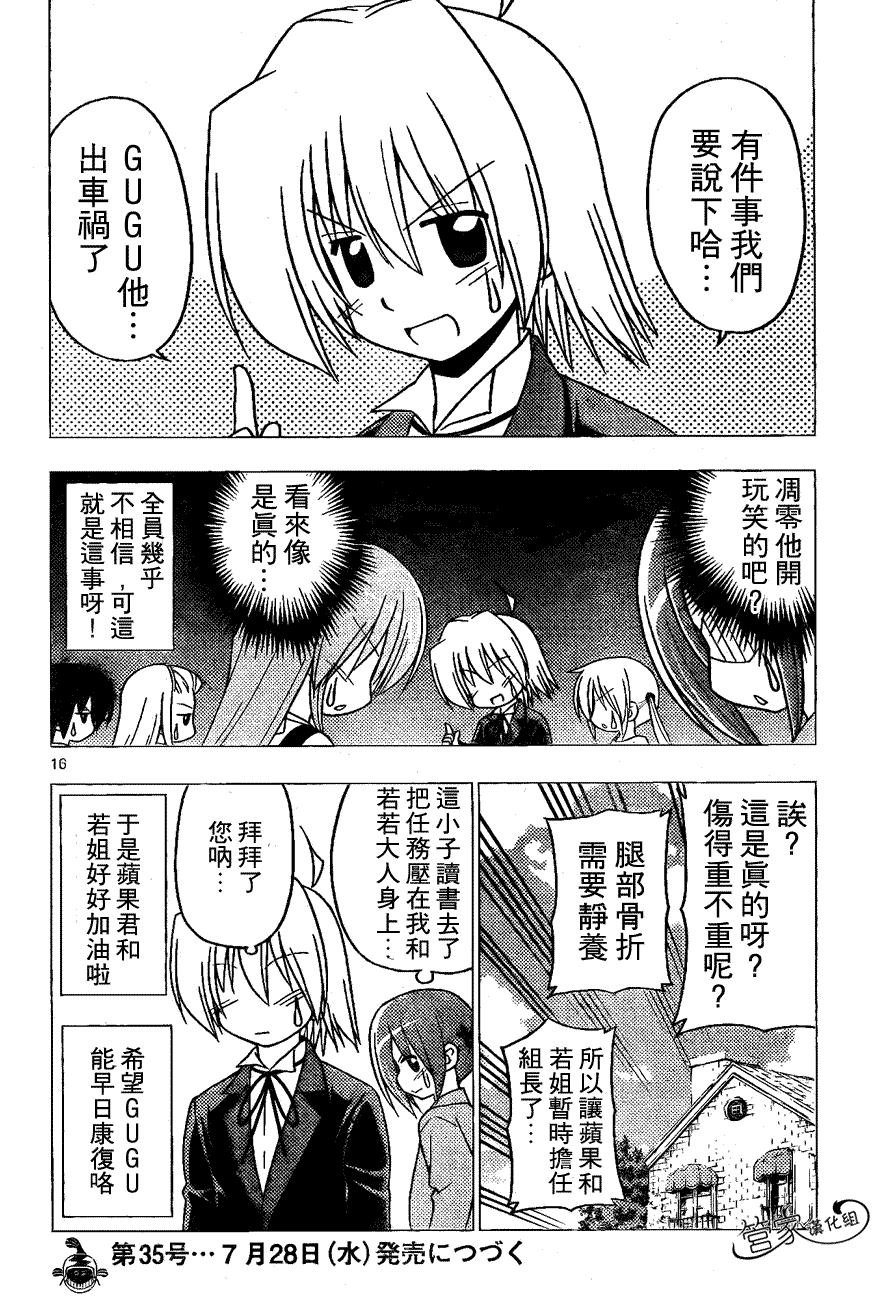 有件事我們
要說下哈…
GUGU他…
出車禍了
凋零他開
玩笑的吧？
看來像
是真的…
全員幾乎
不相信，可這
就是這事呀！
16
誒？
這是真的呀？
傷得重不重呢？
腿部骨折
需要靜養
所以讓蘋果和
若姐暫時擔任
組長了…
這小子讀書去了
把任務壓在我和
若若大人身上…
拜拜了
您吶…
于是蘋果君和
若姐好好加油啦
希望GUGU
能早日康復咯
管家漢化組
第35号…7月28日（水）発売につづく